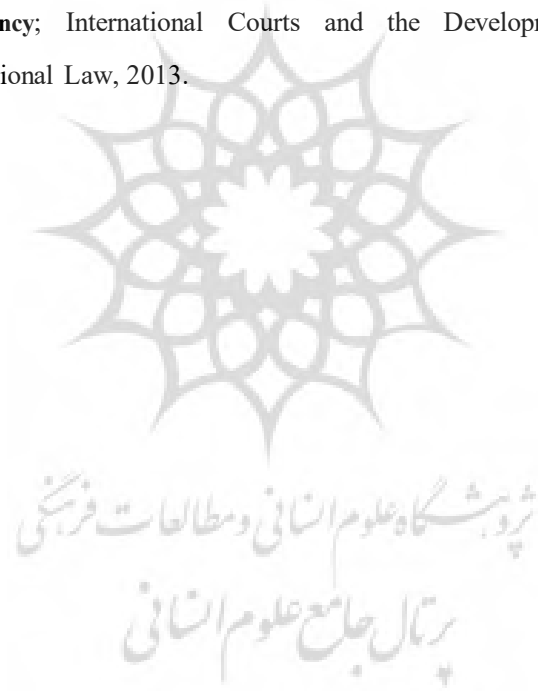 ncy; International Courts and the Developm
ional Law, 2013.
پژوهشگاه علوم انسانی و مطالعات فرهنگی
پرتال جامع علوم انسانی